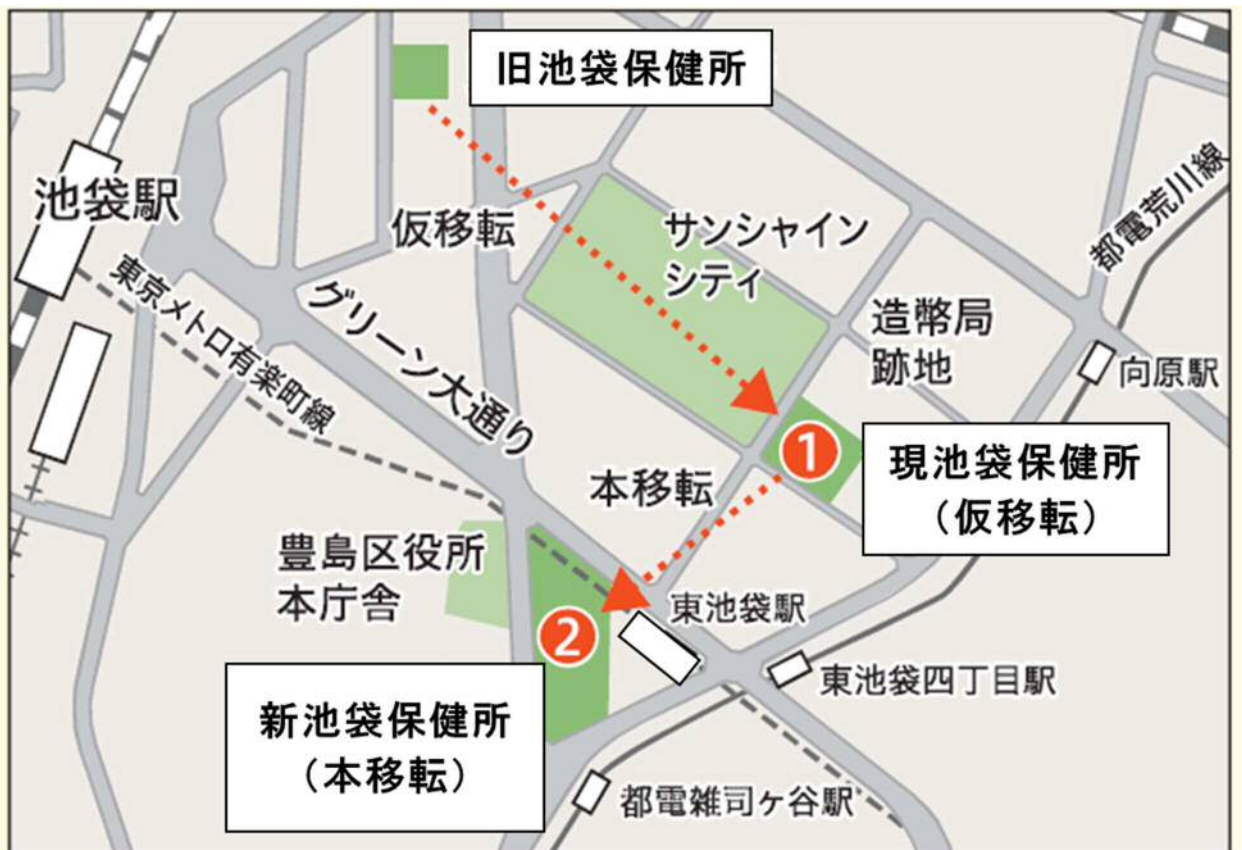 旧池袋保健所
池袋駅
仮移転
サンシャイン
シティ
都電荒川線
東京メトロ有楽町線
グリーン大通り
造幣局
跡地
向原駅
1
現池袋保健所
（仮移転）
本移転
豊島区役所
本庁舎
2
東池袋駅
東池袋四丁目駅
新池袋保健所
（本移転）
都電雑司ヶ谷駅